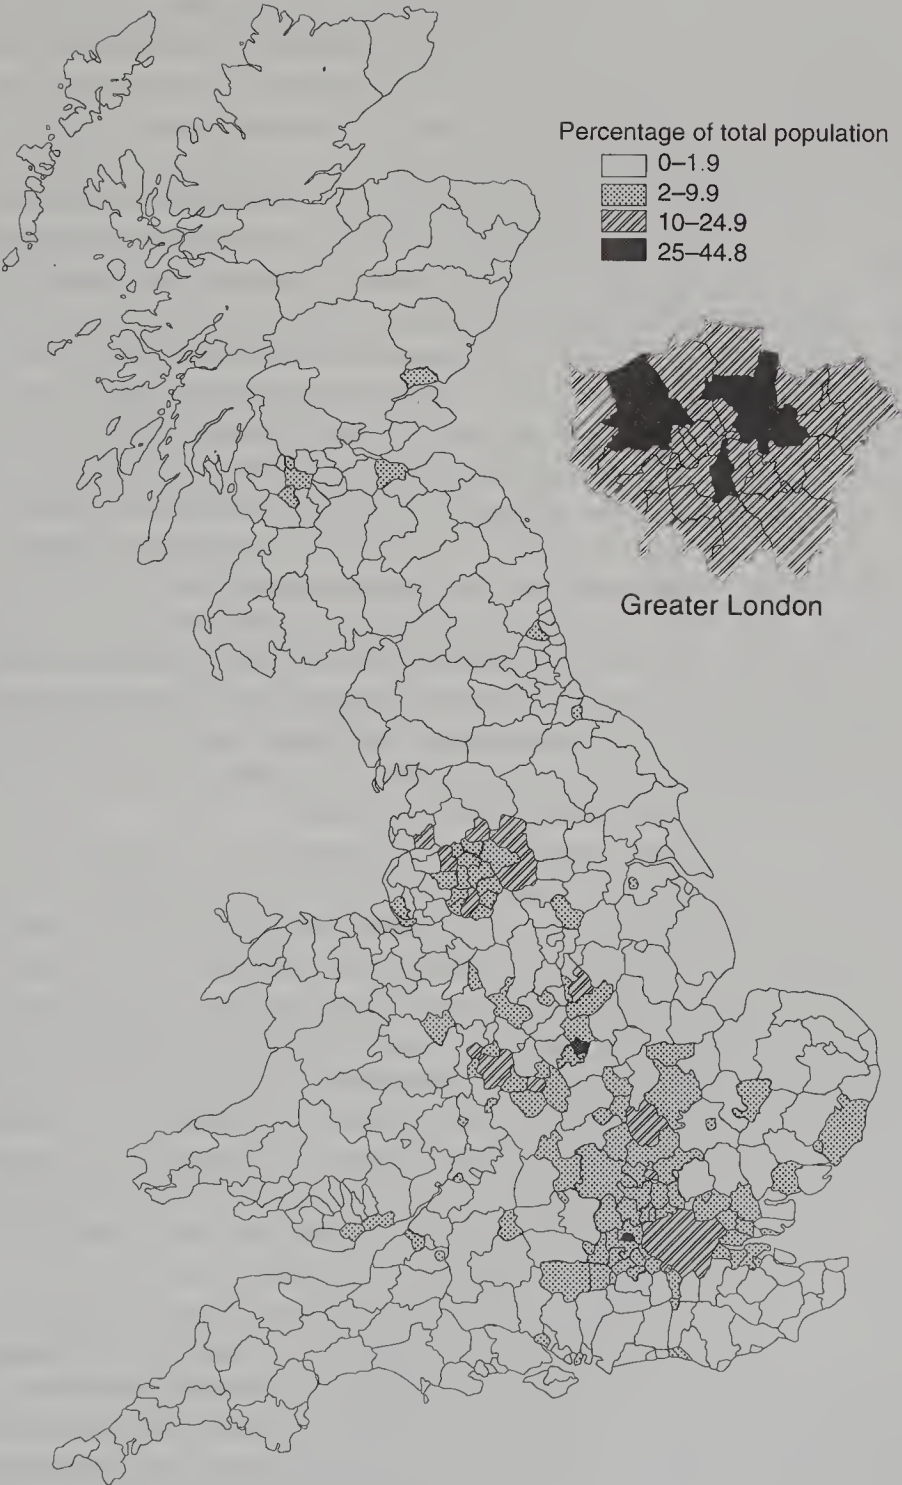 Percentage of total population
0–1.9
2–9.9
10–24.9
25–44.8
Greater London